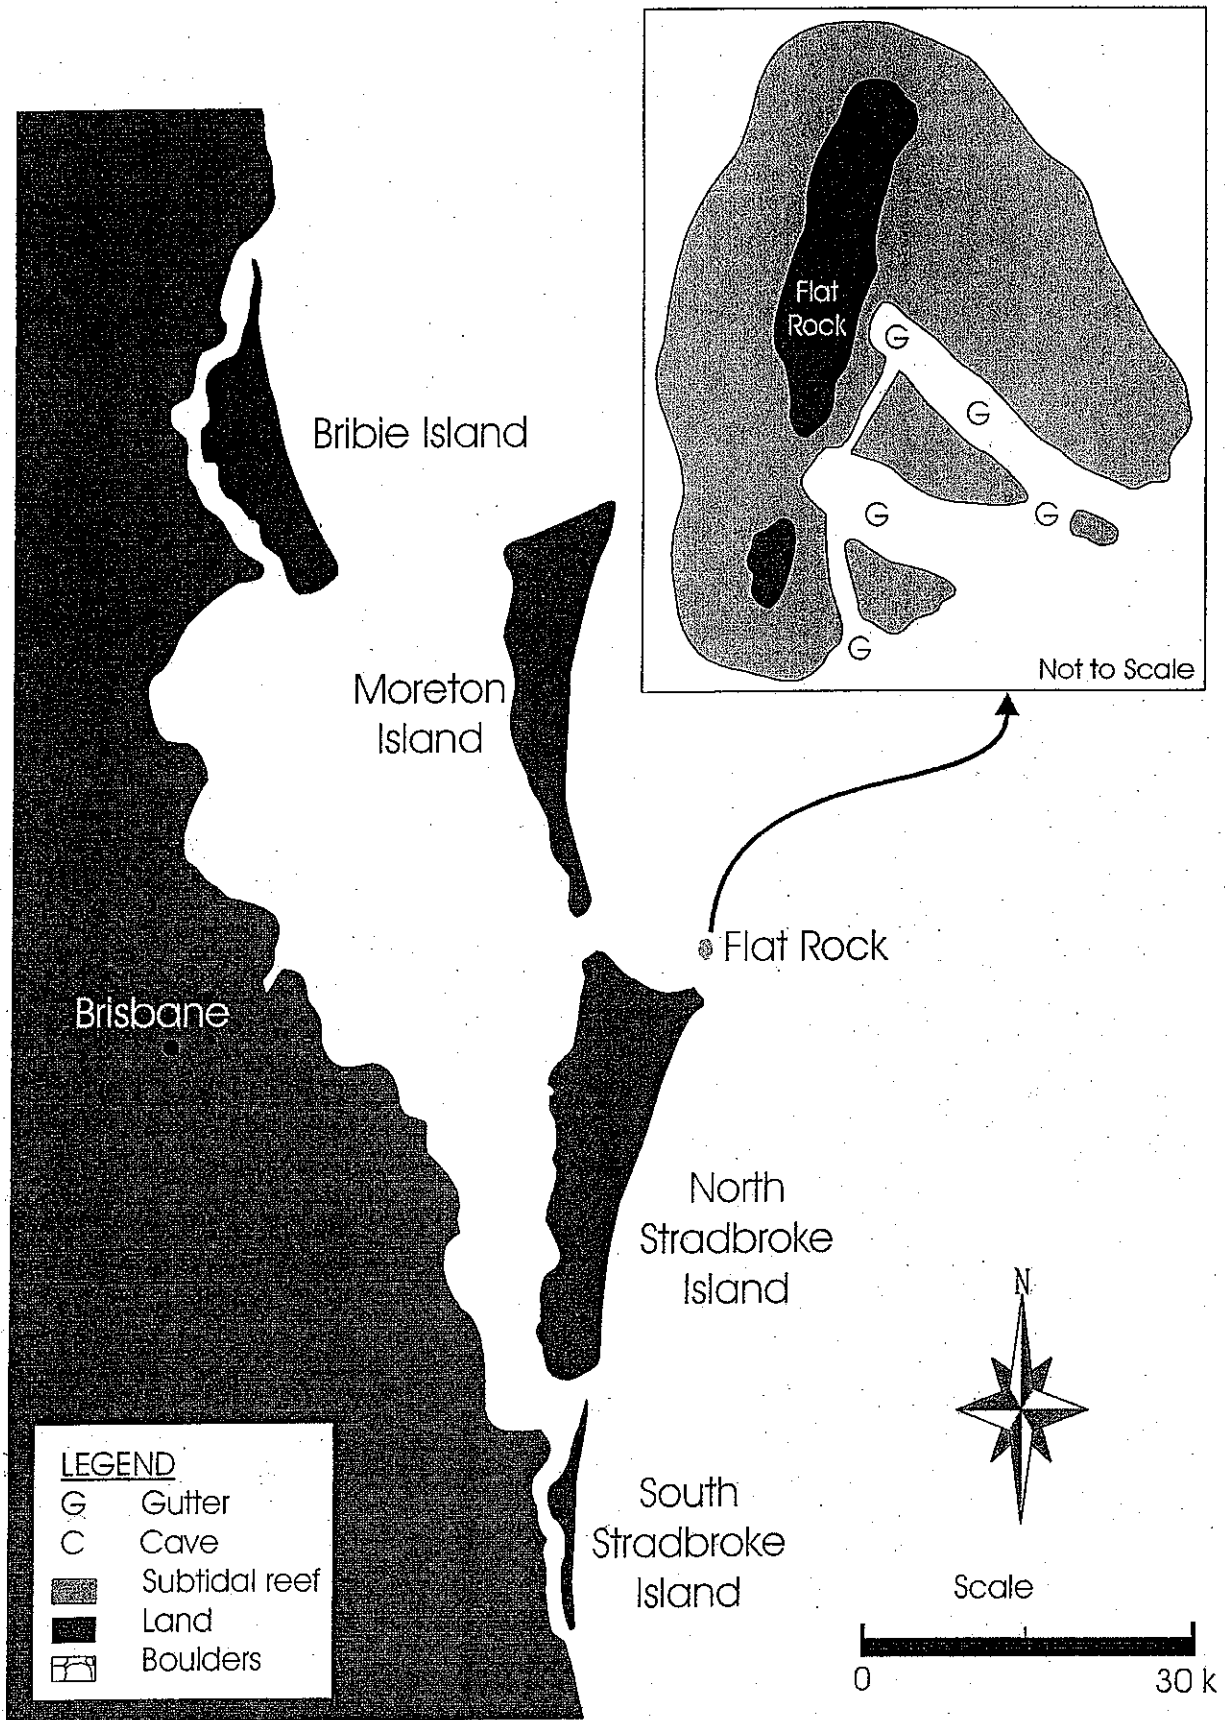 Flat
Rock
G
G
G
G
G
Not to Scale
Bribie Island
Moreton
Island
Flat Rock
Brisbane
North
Stradbroke
Island
N
LEGEND
G Gutter
C Cave
Subtidal reef
Land
Boulders
South
Stradbroke
Island
Scale
0 30 k